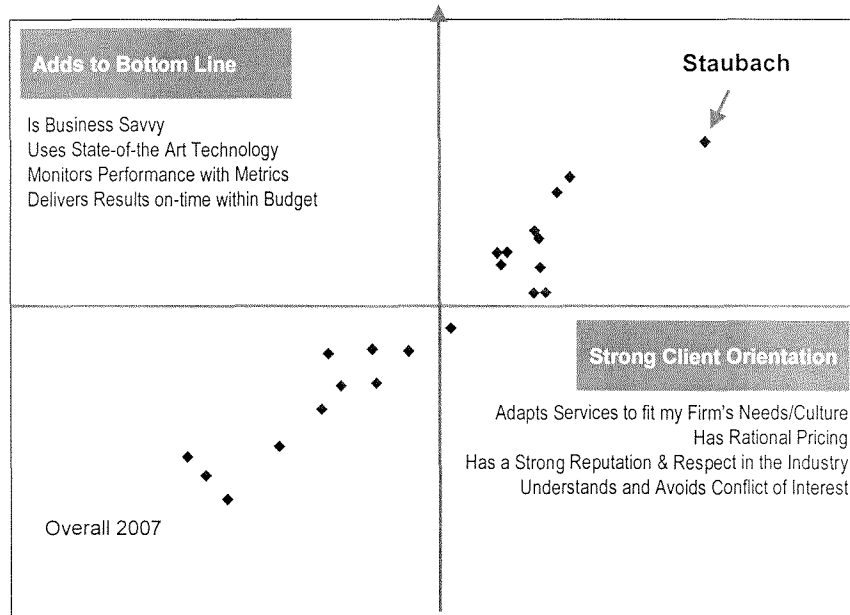 Adds to Bottom Line
Is Business Savvy
Uses State-of-the Art Technology
Monitors Performance with Metrics
Delivers Results on-time within Budget
Staubach
Strong Client Orientation
Adapts Services to fit my Firm's Needs/Culture
Has Rational Pricing
Has a Strong Reputation & Respect in the Industry
Understands and Avoids Conflict of Interest
Overall 2007